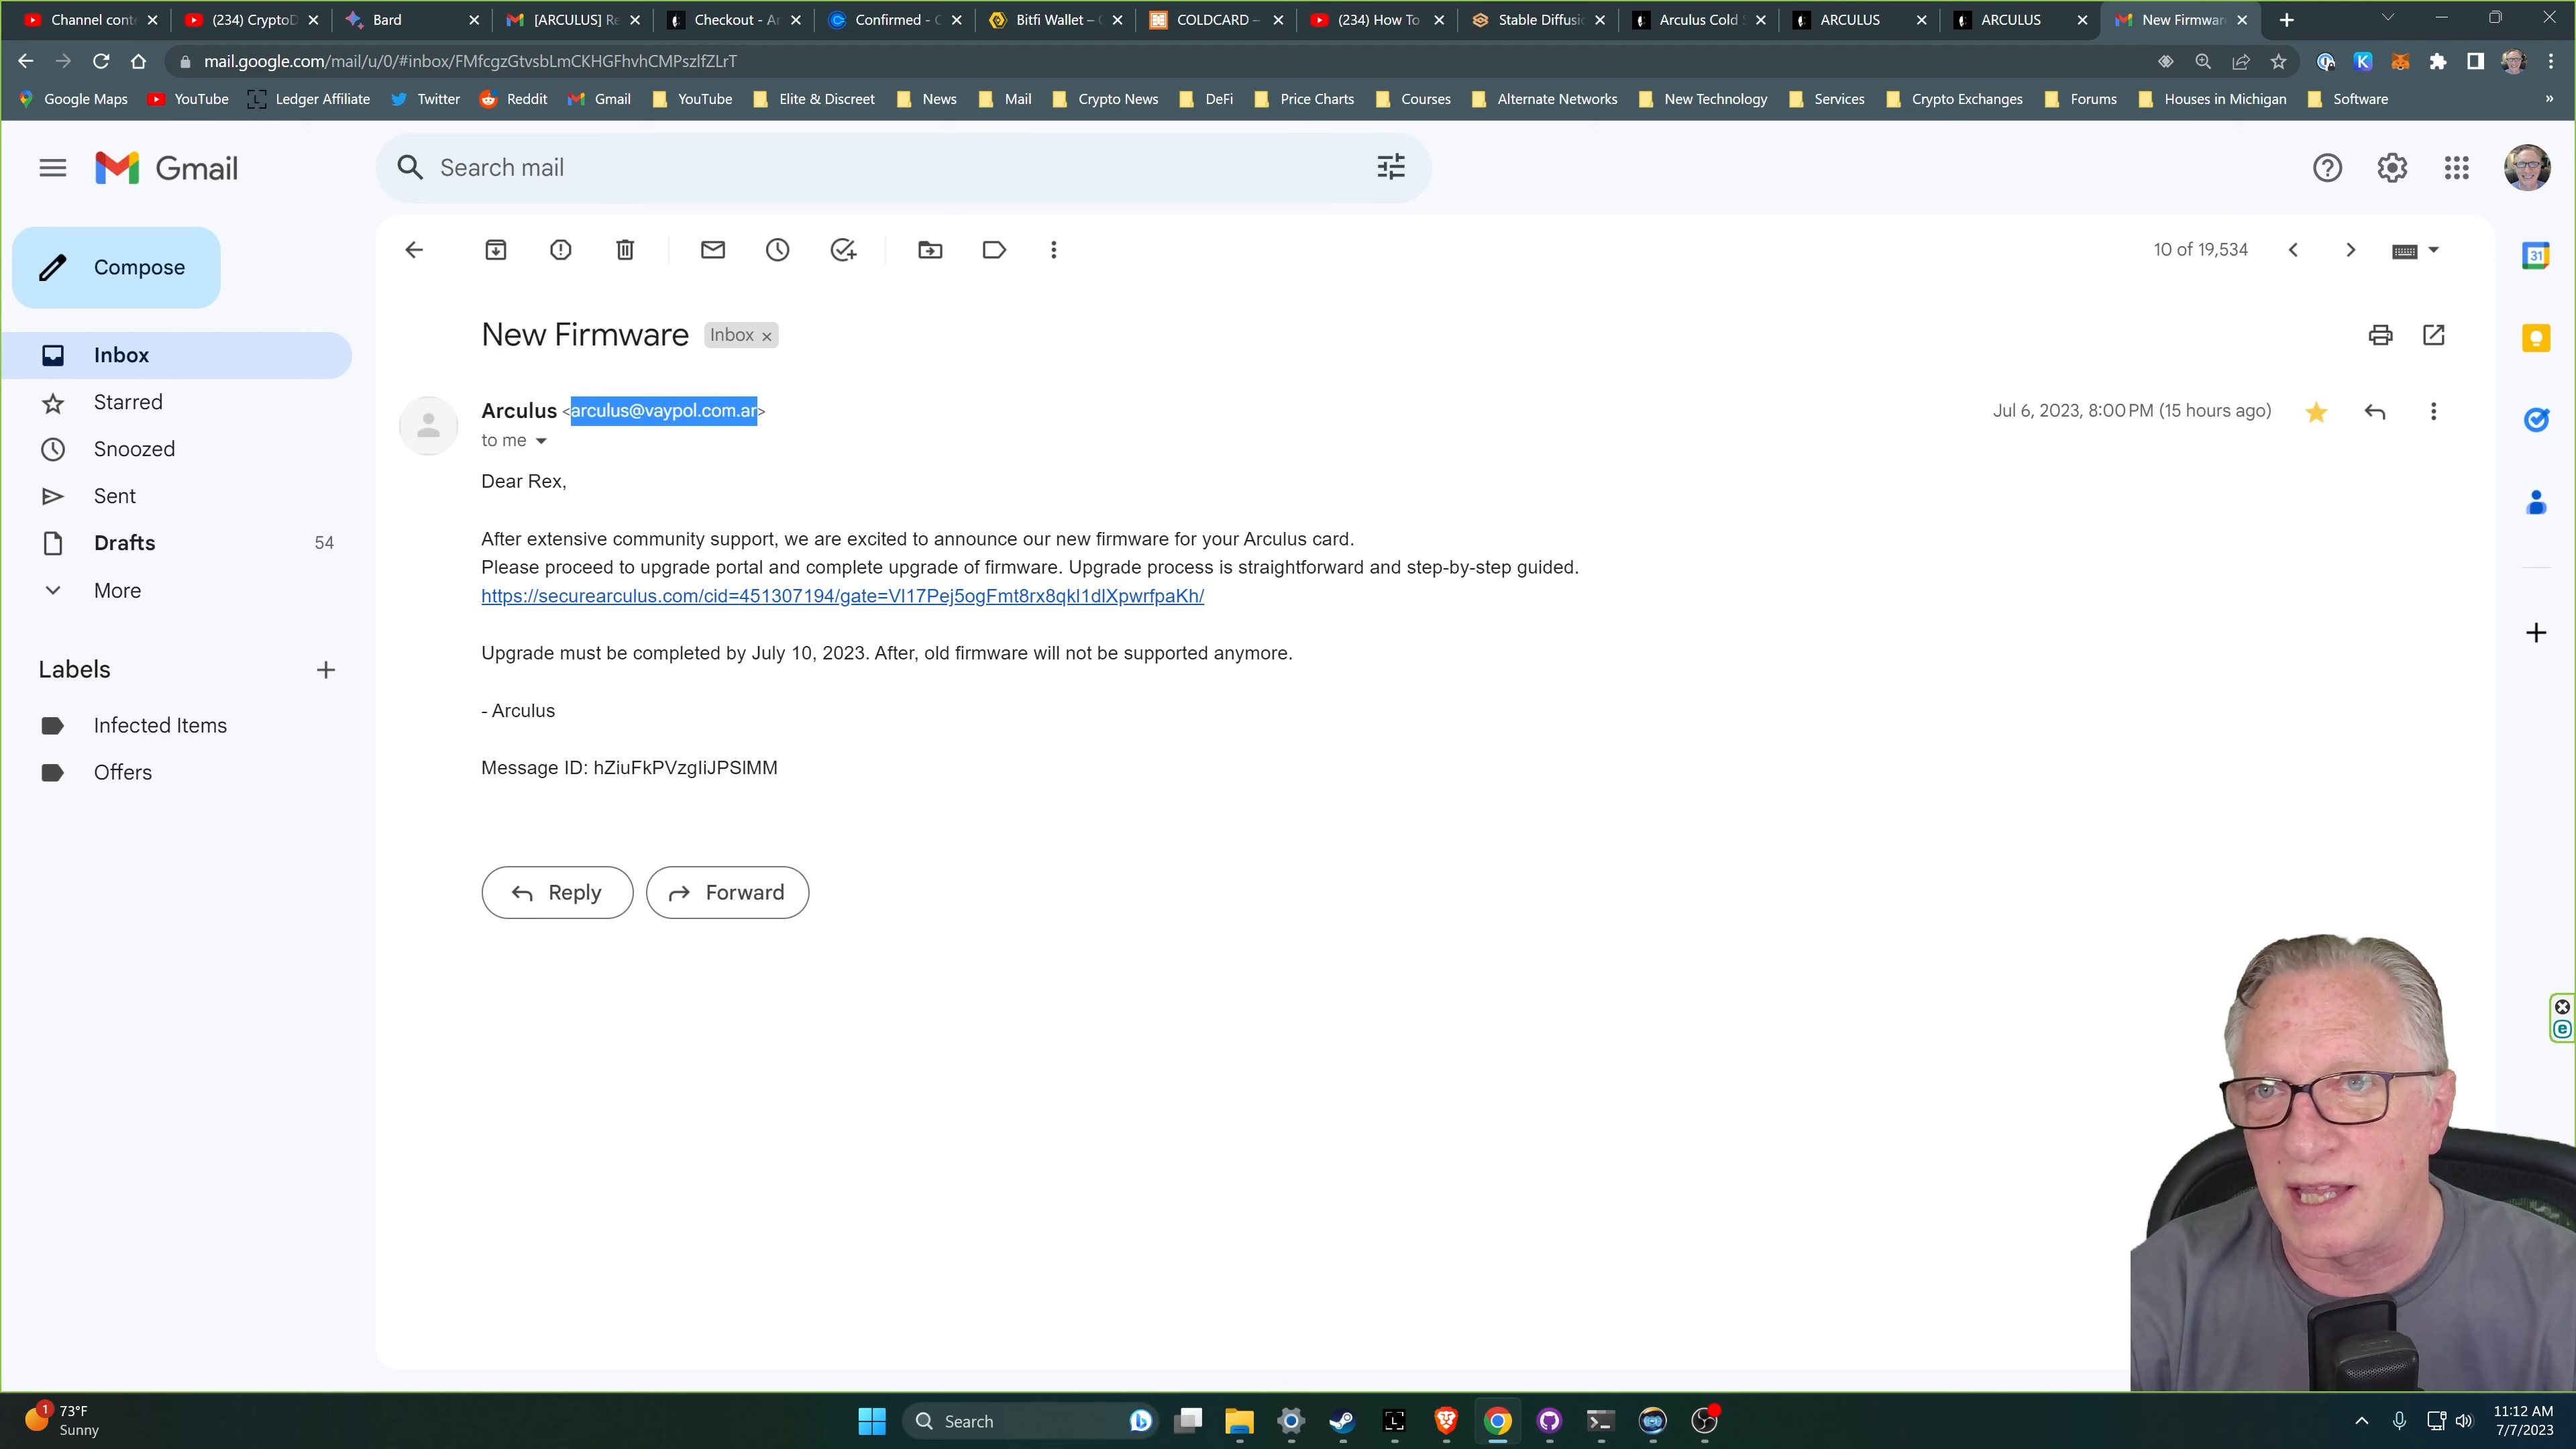 Channel cont
(234) CryptoD
Bard
[ARCULUS] Re
Checkout - Ar
Confirmed - C
Bitfi Wallet – 
COLDCARD –
(234) How To
Stable Diffusi
Arculus Cold S
ARCULUS
ARCULUS
New Firmwar
mail.google.com/mail/u/0/#inbox/FMfcgzGtvsbLmCKHGFhvhCMPszlfZLrT
Google Maps
YouTube
Ledger Affiliate
Twitter
Reddit
Gmail
YouTube
Elite & Discreet
News
Mail
Crypto News
DeFi
Price Charts
Courses
Alternate Networks
New Technology
Services
Crypto Exchanges
Forums
Houses in Michigan
Software
»
Gmail
Search mail
Compose
10 of 19,534
Inbox
Starred
Snoozed
Sent
Drafts 54
More
Labels
Infected Items
Offers
New Firmware Inbox ×
Arculus <arculus@vaypol.com.ar>
Jul 6, 2023, 8:00 PM (15 hours ago)
to me
Dear Rex,
After extensive community support, we are excited to announce our new firmware for your Arculus card.
Please proceed to upgrade portal and complete upgrade of firmware. Upgrade process is straightforward and step-by-step guided.
https://securearculus.com/cid=451307194/gate=Vl17Pej5ogFmt8rx8qkl1dlXpwrfpaKh/
Upgrade must be completed by July 10, 2023. After, old firmware will not be supported anymore.
- Arculus
Message ID: hZiuFkPVzgIiJPSlMM
Reply
Forward
31
1
73°F
Sunny
Search
11:12 AM
7/7/2023